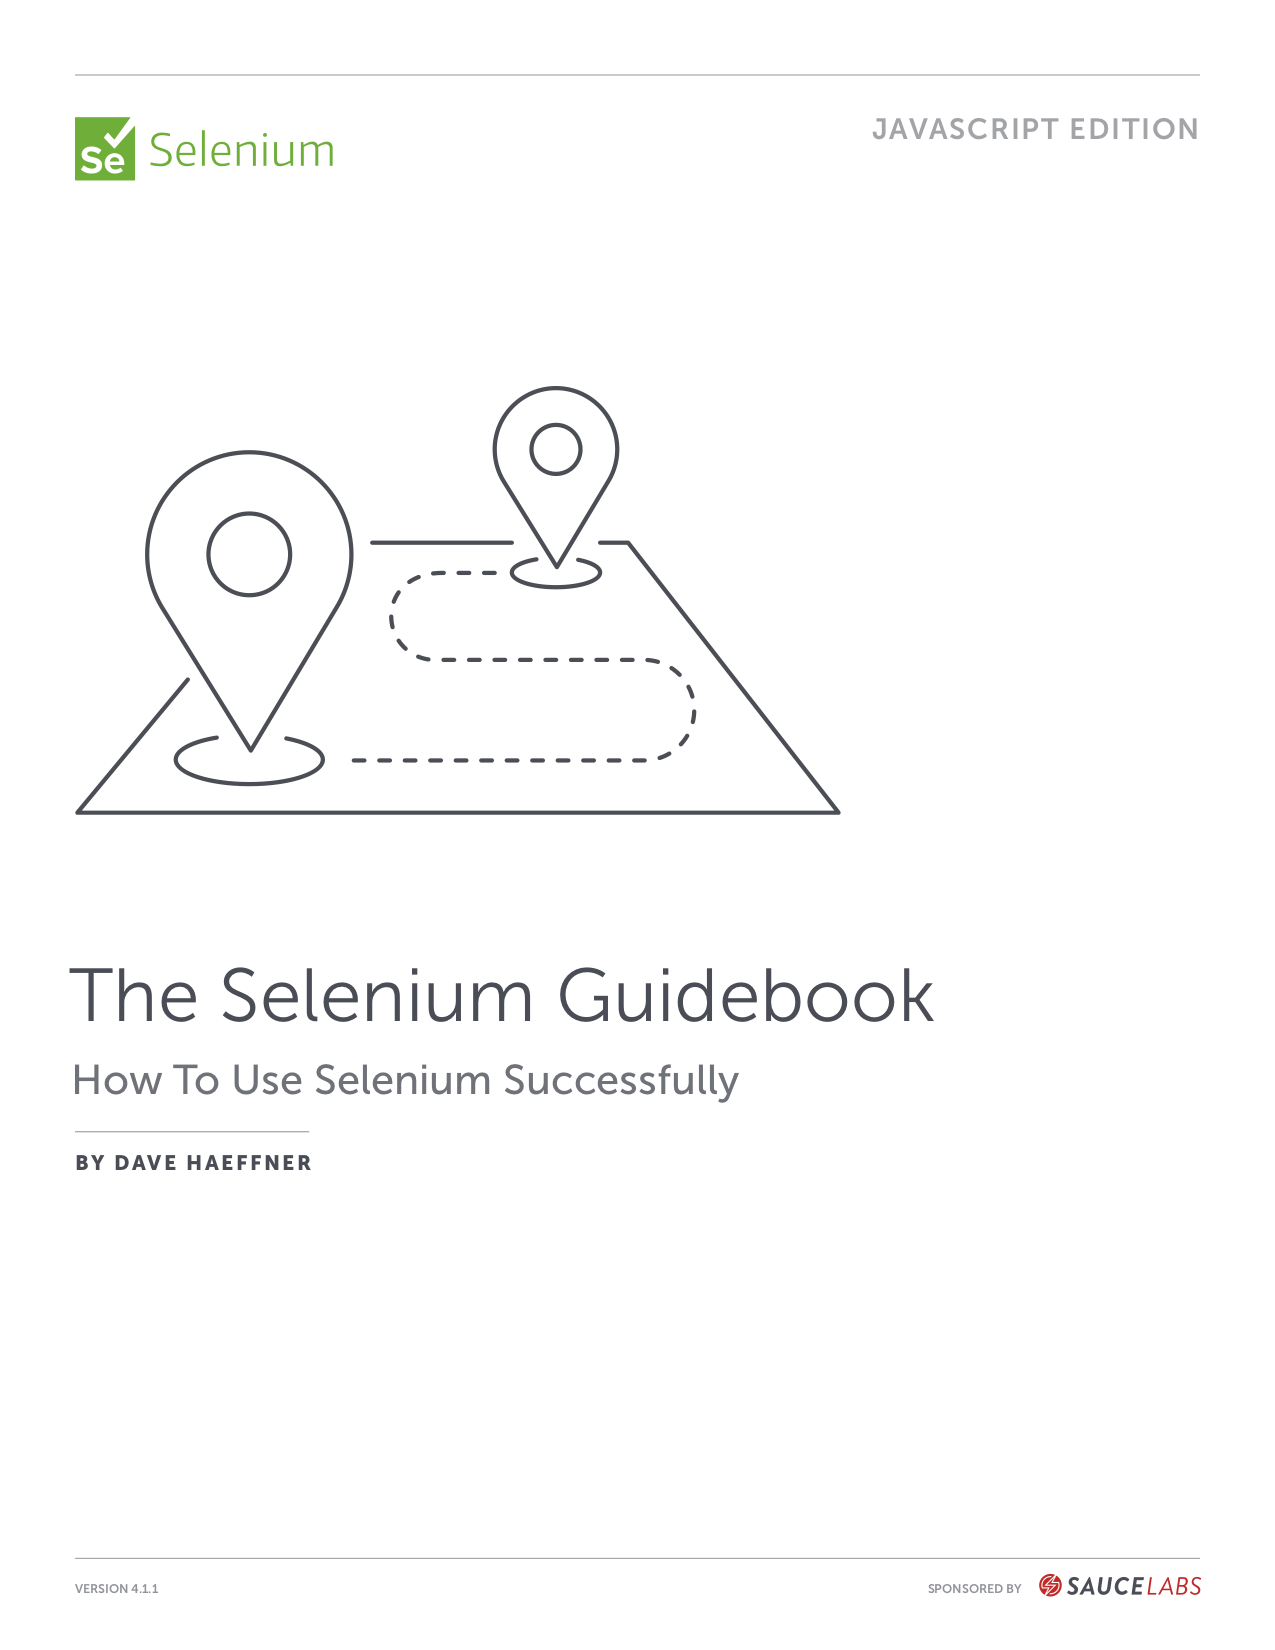 JAVASCRIPT EDITION
Se Selenium
The Selenium Guidebook
How To Use Selenium Successfully
BY DAVE HAEFFNER
VERSION 4.1.1
SPONSORED BY SAUCELABS